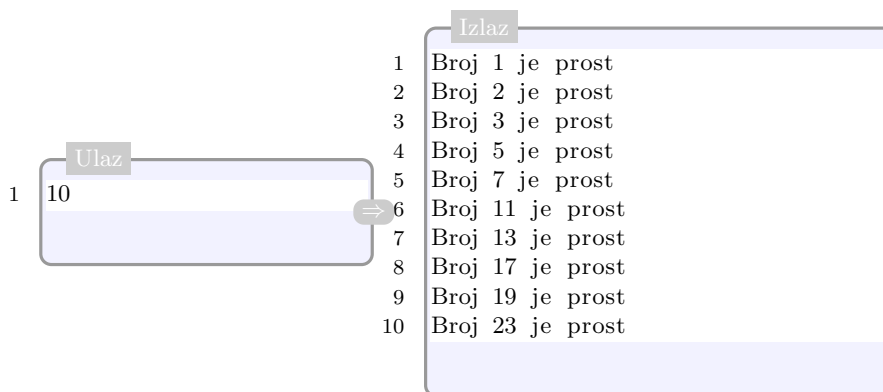 Ulaz
1 10
⇒
Izlaz
1 Broj 1 je prost
2 Broj 2 je prost
3 Broj 3 je prost
4 Broj 5 je prost
5 Broj 7 je prost
6 Broj 11 je prost
7 Broj 13 je prost
8 Broj 17 je prost
9 Broj 19 je prost
10 Broj 23 je prost